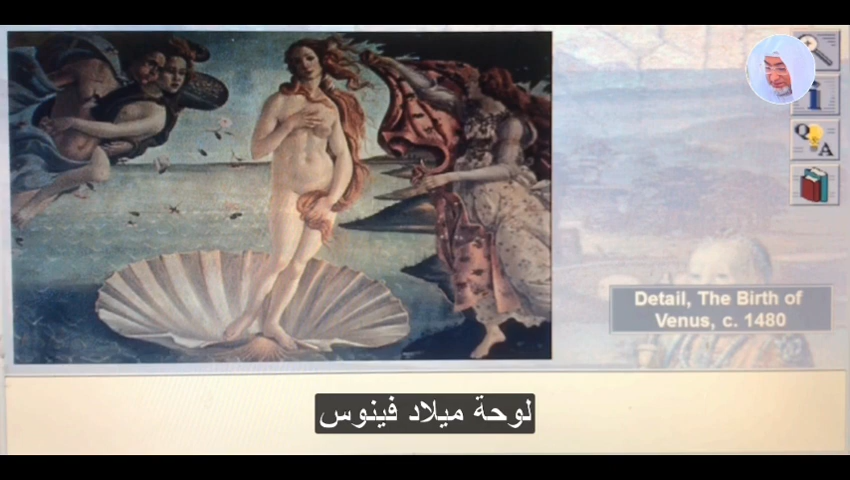 i
Q
&
A
Detail, The Birth of
Venus, c. 1480
لوحة ميلاد فينوس